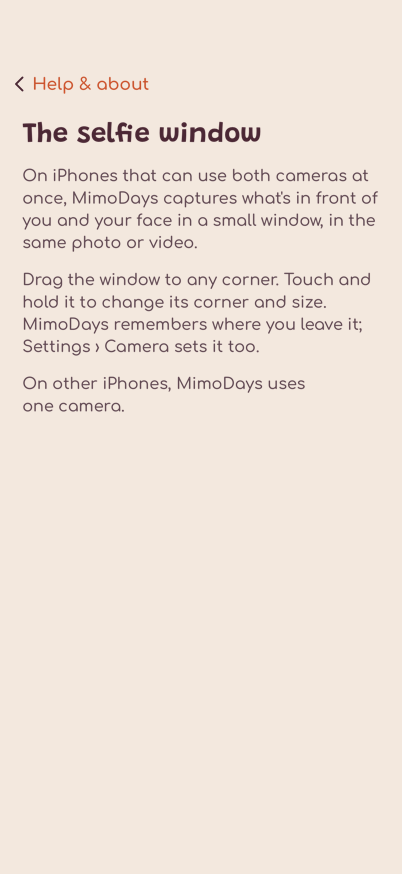 Help & about
The selfie window
On iPhones that can use both cameras at
once, MimoDays captures what's in front of
you and your face in a small window, in the
same photo or video.
Drag the window to any corner. Touch and
hold it to change its corner and size.
MimoDays remembers where you leave it;
Settings › Camera sets it too.
On other iPhones, MimoDays uses
one camera.